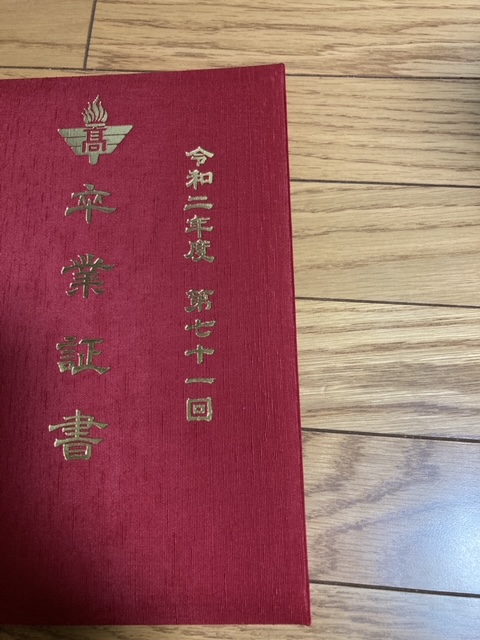 令和二年度 第七十一回
高
卒業証書